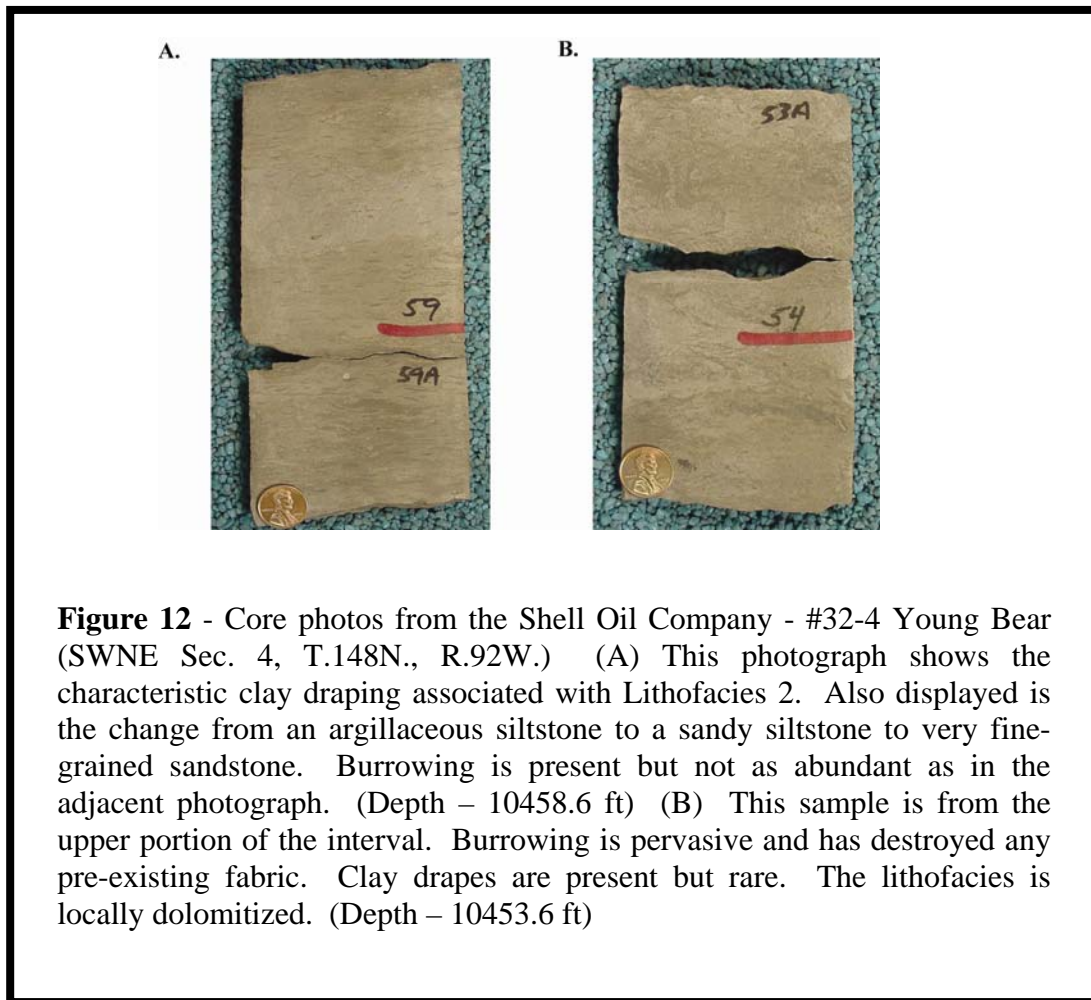 A.
B.
53A
59
54
59A
Figure 12 - Core photos from the Shell Oil Company - #32-4 Young Bear
(SWNE Sec. 4, T.148N., R.92W.) (A) This photograph shows the
characteristic clay draping associated with Lithofacies 2. Also displayed is
the change from an argillaceous siltstone to a sandy siltstone to very fine-
grained sandstone. Burrowing is present but not as abundant as in the
adjacent photograph. (Depth – 10458.6 ft) (B) This sample is from the
upper portion of the interval. Burrowing is pervasive and has destroyed any
pre-existing fabric. Clay drapes are present but rare. The lithofacies is
locally dolomitized. (Depth – 10453.6 ft)